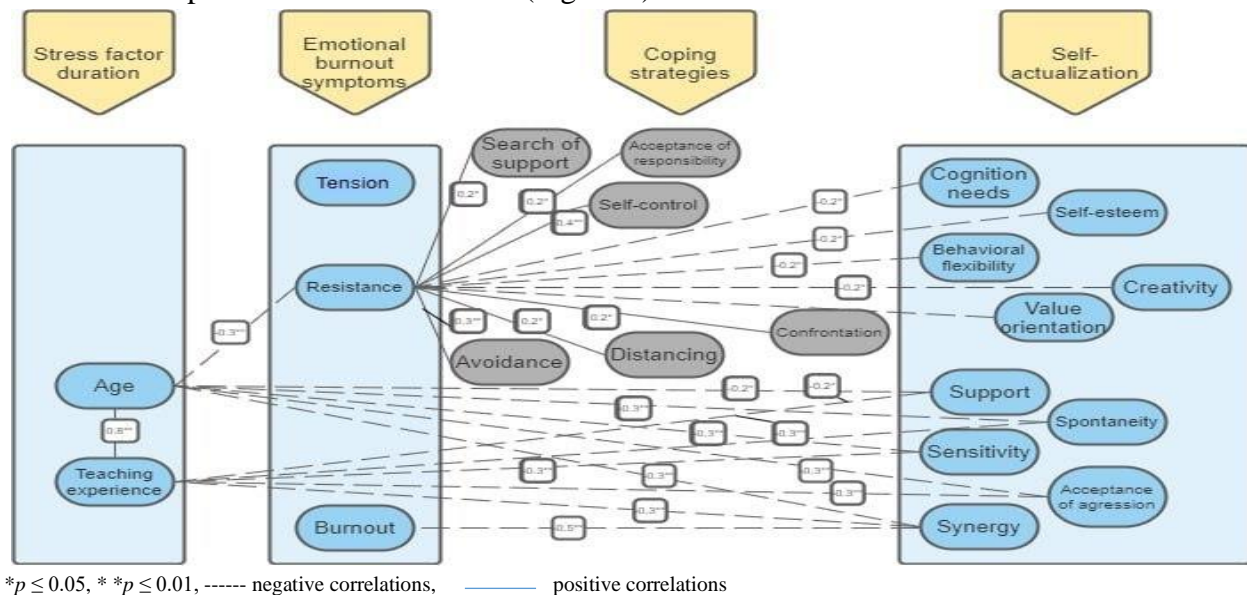 Stress factor
duration
Emotional
burnout
symptoms
Coping
strategies
Self-
actualization
Search of
support
Acceptance of
responsibility
Tension
Cognition
needs
0.2*
0.2*
Self-control
-0.2*
Self-esteem
0.4**
-0.2*
Behavioral
flexibility
-0.2*
Resistance
-0.2*
Creativity
Value
orientation
-0.3**
0.3**
0.2*
0.2*
Confrontation
Avoidance
Distancing
Age
-0.2*
-0.2*
Support
-0.3**
Spontaneity
0.8**
-0.3**
-0.3**
Sensitivity
Teaching
experience
-0.3**
-0.3**
-0.3**
-0.3**
Acceptance
of agression
-0.3**
Burnout
-0.5**
Synergy
*p ≤ 0.05, * *p ≤ 0.01, ------ negative correlations, positive correlations